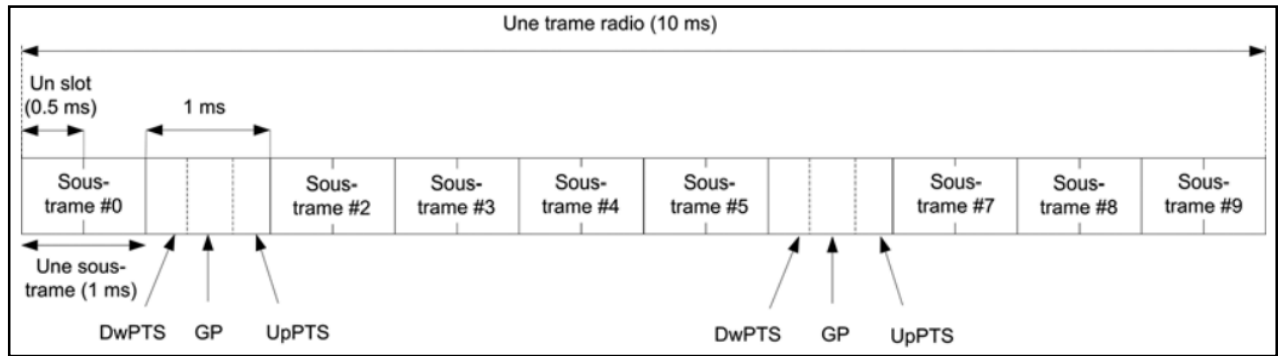 Une trame radio (10 ms)
Un slot
(0.5 ms)
1 ms
Sous-
trame #0
Sous-
trame #2
Sous-
trame #3
Sous-
trame #4
Sous-
trame #5
Sous-
trame #7
Sous-
trame #8
Sous-
trame #9
Une sous-
trame (1 ms)
DwPTS
GP
UpPTS
DwPTS
GP
UpPTS